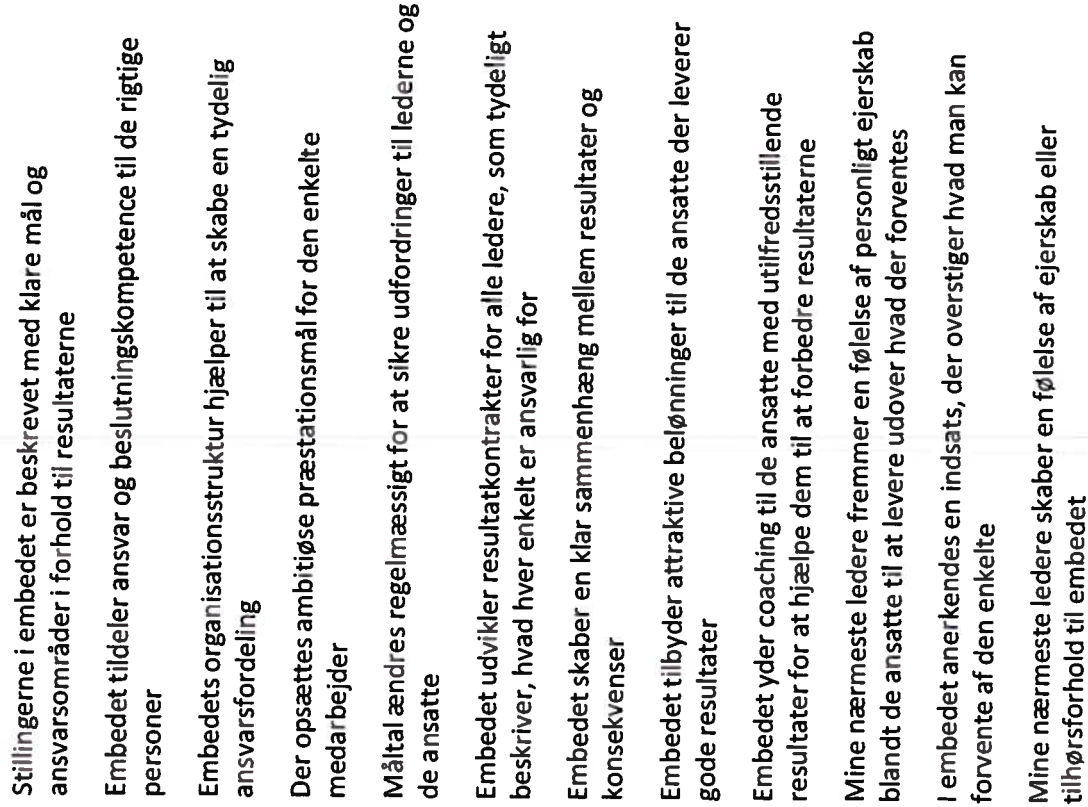 Stillingerne i embedet er beskrevet med klare mål og
ansvarsområder i forhold til resultaterne
Embedet tildeler ansvar og beslutningskompetence til de rigtige
personer
Embedets organisationsstruktur hjælper til at skabe en tydelig
ansvarsfordeling
Der opsættes ambitiøse præstationsmål for den enkelte
medarbejder
Måltal ændres regelmæssigt for at sikre udfordringer til lederne og
de ansatte
Embedet udvikler resultatkontrakter for alle ledere, som tydeligt
beskriver, hvad hver enkelt er ansvarlig for
Embedet skaber en klar sammenhæng mellem resultater og
konsekvenser
Embedet tilbyder attraktive belønninger til de ansatte der leverer
gode resultater
Embedet yder coaching til de ansatte med utilfredsstillende
resultater for at hjælpe dem til at forbedre resultaterne
Mine nærmeste ledere fremmer en følelse af personligt ejerskab
blandt de ansatte til at levere udover hvad der forventes
I embedet anerkendes en indsats, der overstiger hvad man kan
forvente af den enkelte
Mine nærmeste ledere skaber en følelse af ejerskab eller
tilhørsforhold til embedet